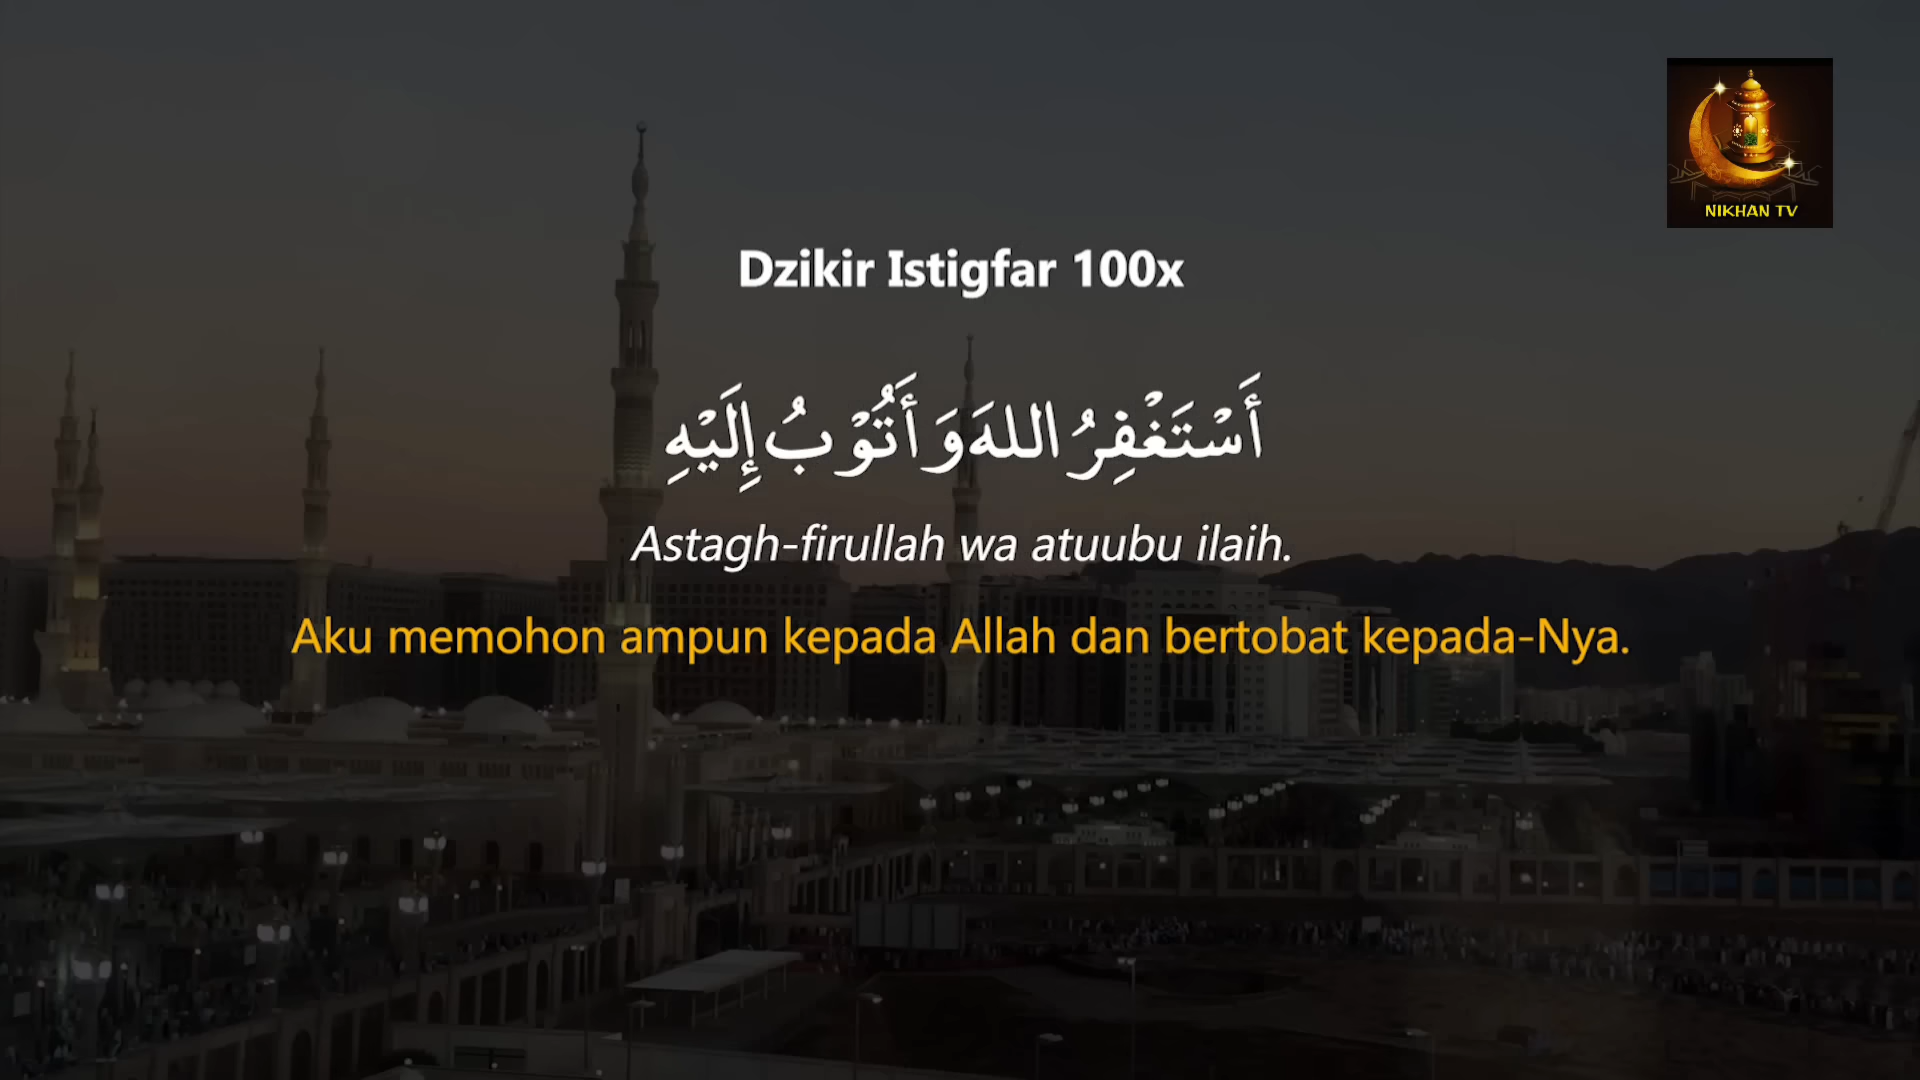 NIKHAN TV
Dzikir Istigfar 100x
أَسْتَغْفِرُ اللهَ وَ أَتُوْبُ إِلَيْهِ
Astagh-firullah wa atuubu ilaih.
Aku memohon ampun kepada Allah dan bertobat kepada-Nya.